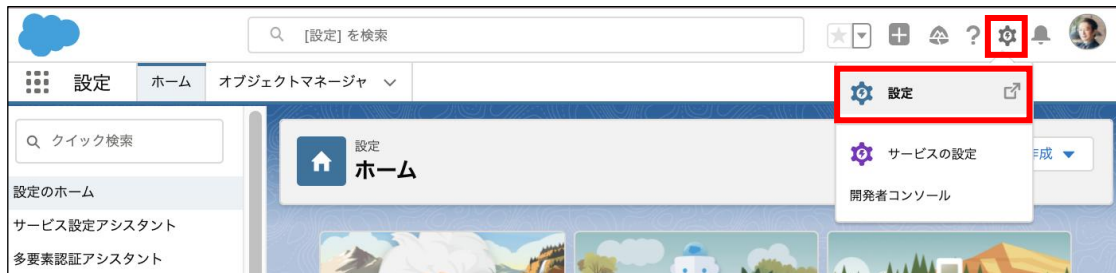 [設定] を検索
設定
ホーム
オブジェクトマネージャ
設定
クイック検索
設定
ホーム
サービスの設定
作成
設定のホーム
開発者コンソール
サービス設定アシスタント
多要素認証アシスタント